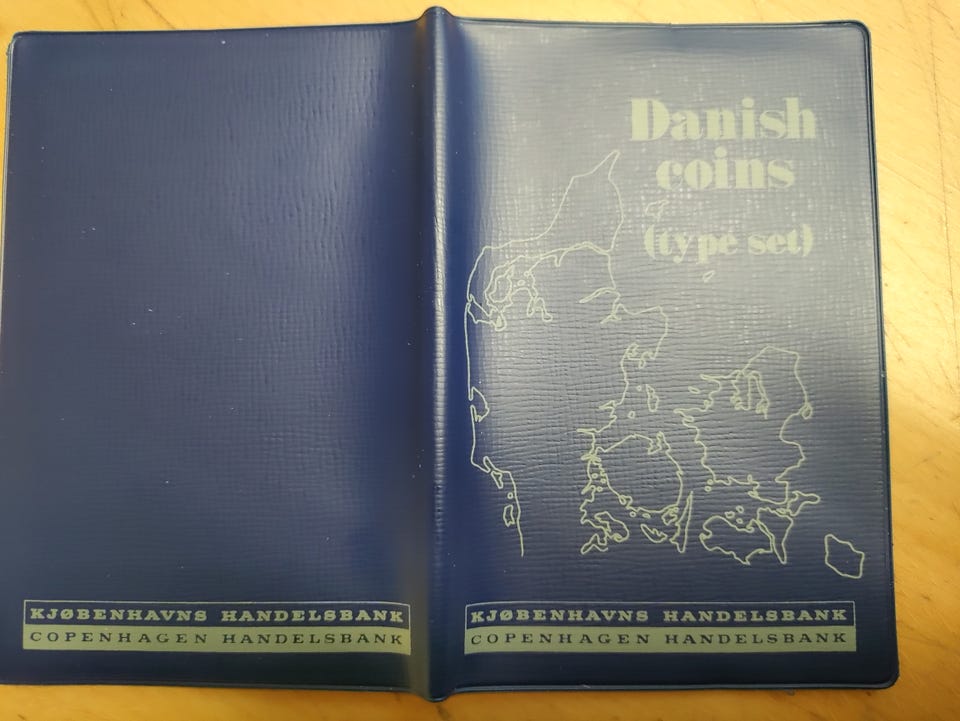 Danish
coins
(type set)
KJØBENHAVNS HANDELSBANK
COPENHAGEN HANDELSBANK
KJØBENHAVNS HANDELSBANK
COPENHAGEN HANDELSBANK